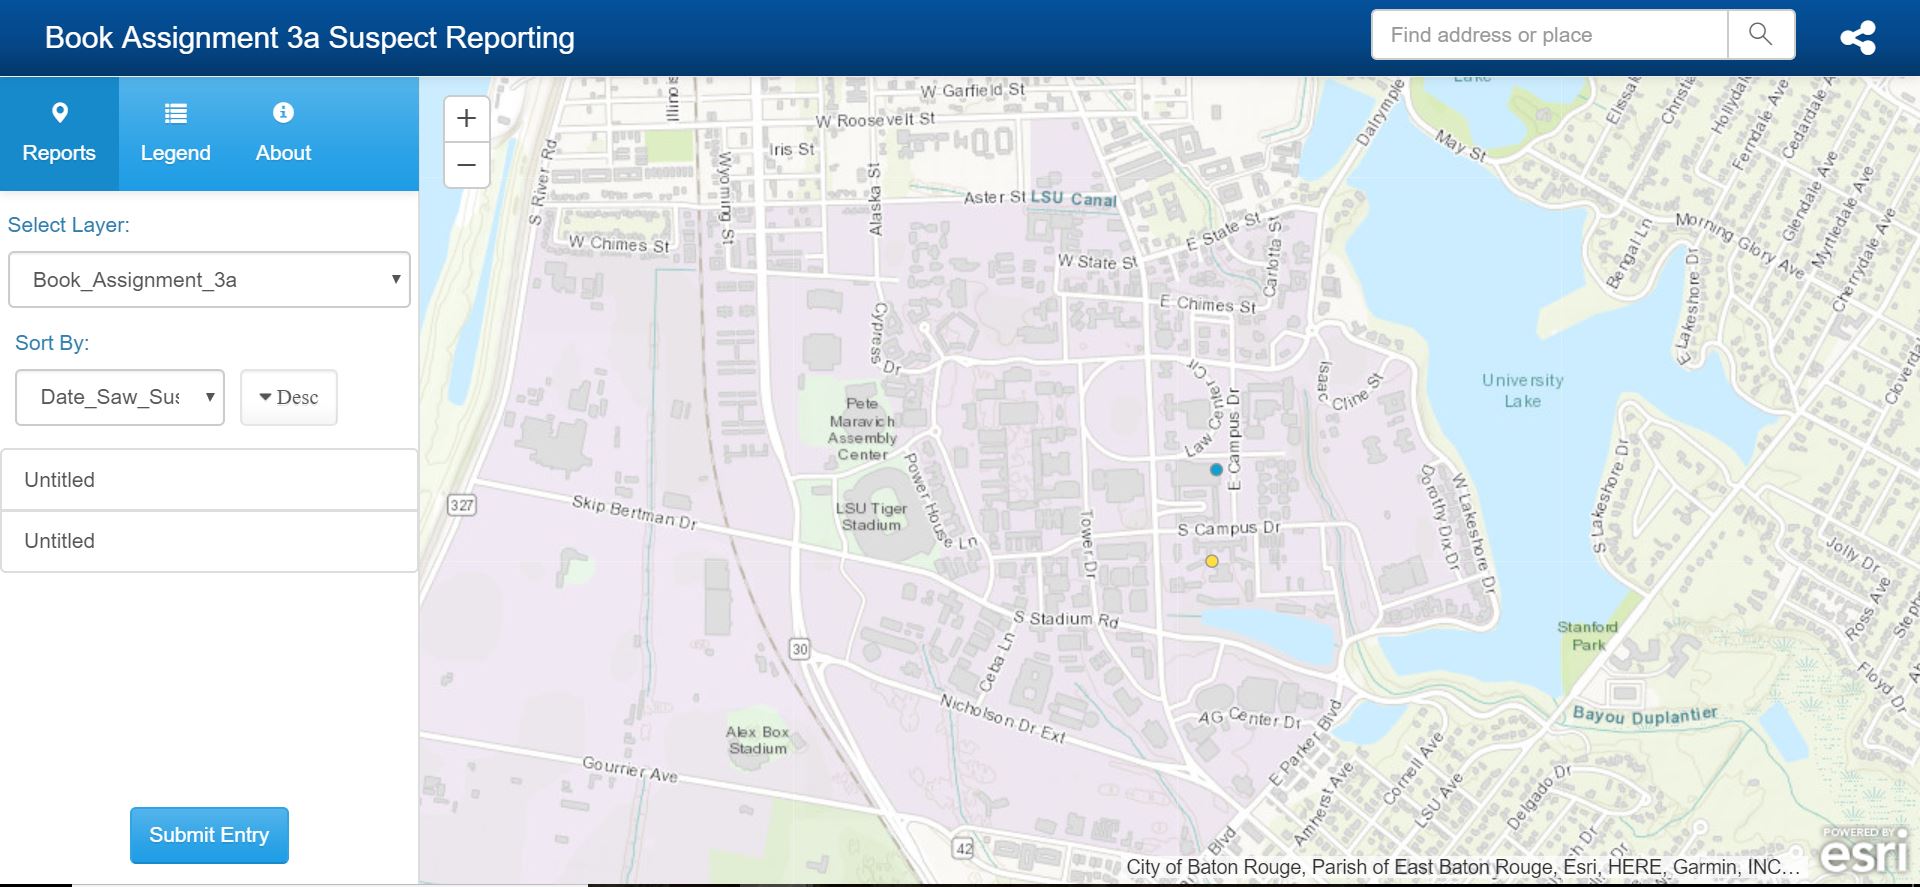 Book Assignment 3a Suspect Reporting
Find address or place
Reports
Legend
About
Select Layer:
Book_Assignment_3a
Sort By:
Date_Saw_Sus
Desc
Untitled
Untitled
Submit Entry
+
−
W Garfield St
W Roosevelt St
Iris St
S River Rd
Wyoming St
Alaska St
Aster St
LSU Canal
W Chimes St
E State St
W State St
Carlotta St
E Chimes St
Cypress Dr
Dalrymple
Lake
May St
Christa
Hollydale
Ferndale Ave
Cedardale
Glendale Ave
Myrtledale Ave
Cherrydale Ave
Morning Glory Ave
Bengal Ln
E Lakeshore Dr
Isaac
Cline St
Law Center Cir
E Campus Dr
University
Lake
Pete
Maravich
Assembly
Center
LSU Tiger
Stadium
Power House Ln
327
Skip Bertman Dr
Tower Dr
S Campus Dr
Dorothy Dix Dr
W Lakeshore Dr
S Lakeshore Dr
Jolly Dr
Ross Ave
Floyd Dr
S Stadium Rd
Ceba Ln
30
Stanford
Park
Nicholson Dr Ext
AG Center Dr
E Parker Blvd
Bayou Duplantier
Alex Box
Stadium
Gourrier Ave
Amherst Ave
Cornell Ave
LSU Ave
Delgado Dr
42
Blvd
POWERED BY
esri
City of Baton Rouge, Parish of East Baton Rouge, Esri, HERE, Garmin, INC...